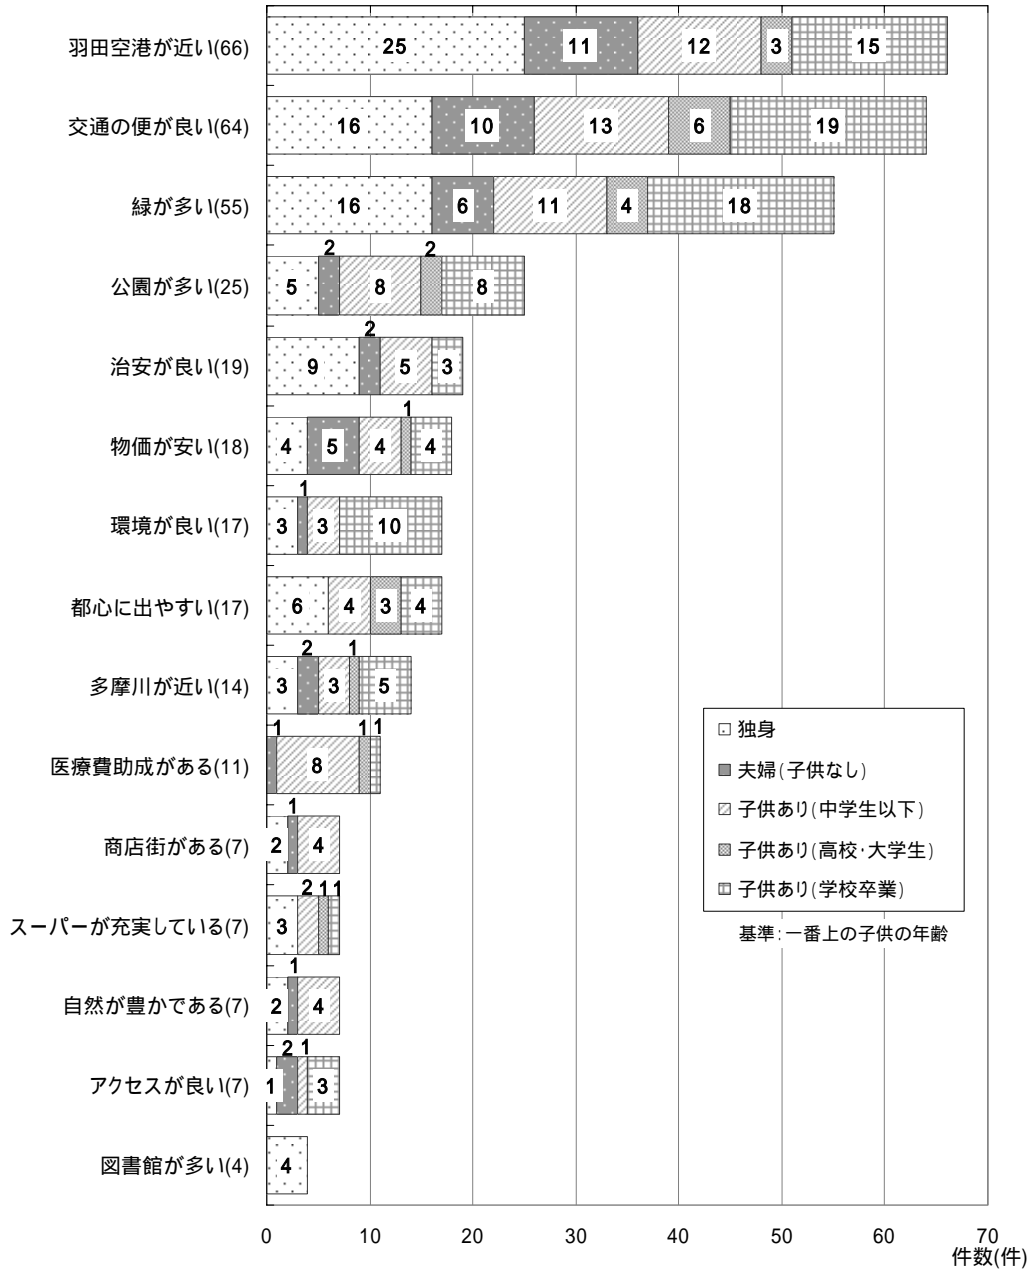 羽田空港が近い(66)
25 11 12 3 15
交通の便が良い(64)
16 10 13 6 19
緑が多い(55)
16 6 11 4 18
2 2
公園が多い(25)
5 8 8
2
治安が良い(19)
9 5 3
1
物価が安い(18)
4 5 4 4
1
環境が良い(17)
3 3 10
都心に出やすい(17)
6 4 3 4
2 1
多摩川が近い(14)
3 3 5
1 1 1
医療費助成がある(11)
8
1
商店街がある(7)
2 4
2 1 1
スーパーが充実している(7)
3
1
自然が豊かである(7)
2 4
2 1
アクセスが良い(7)
1 3
図書館が多い(4)
4
独身
夫婦(子供なし)
子供あり(中学生以下)
子供あり(高校･大学生)
子供あり(学校卒業)
基準:一番上の子供の年齢
0 10 20 30 40 50 60 70
件数(件)